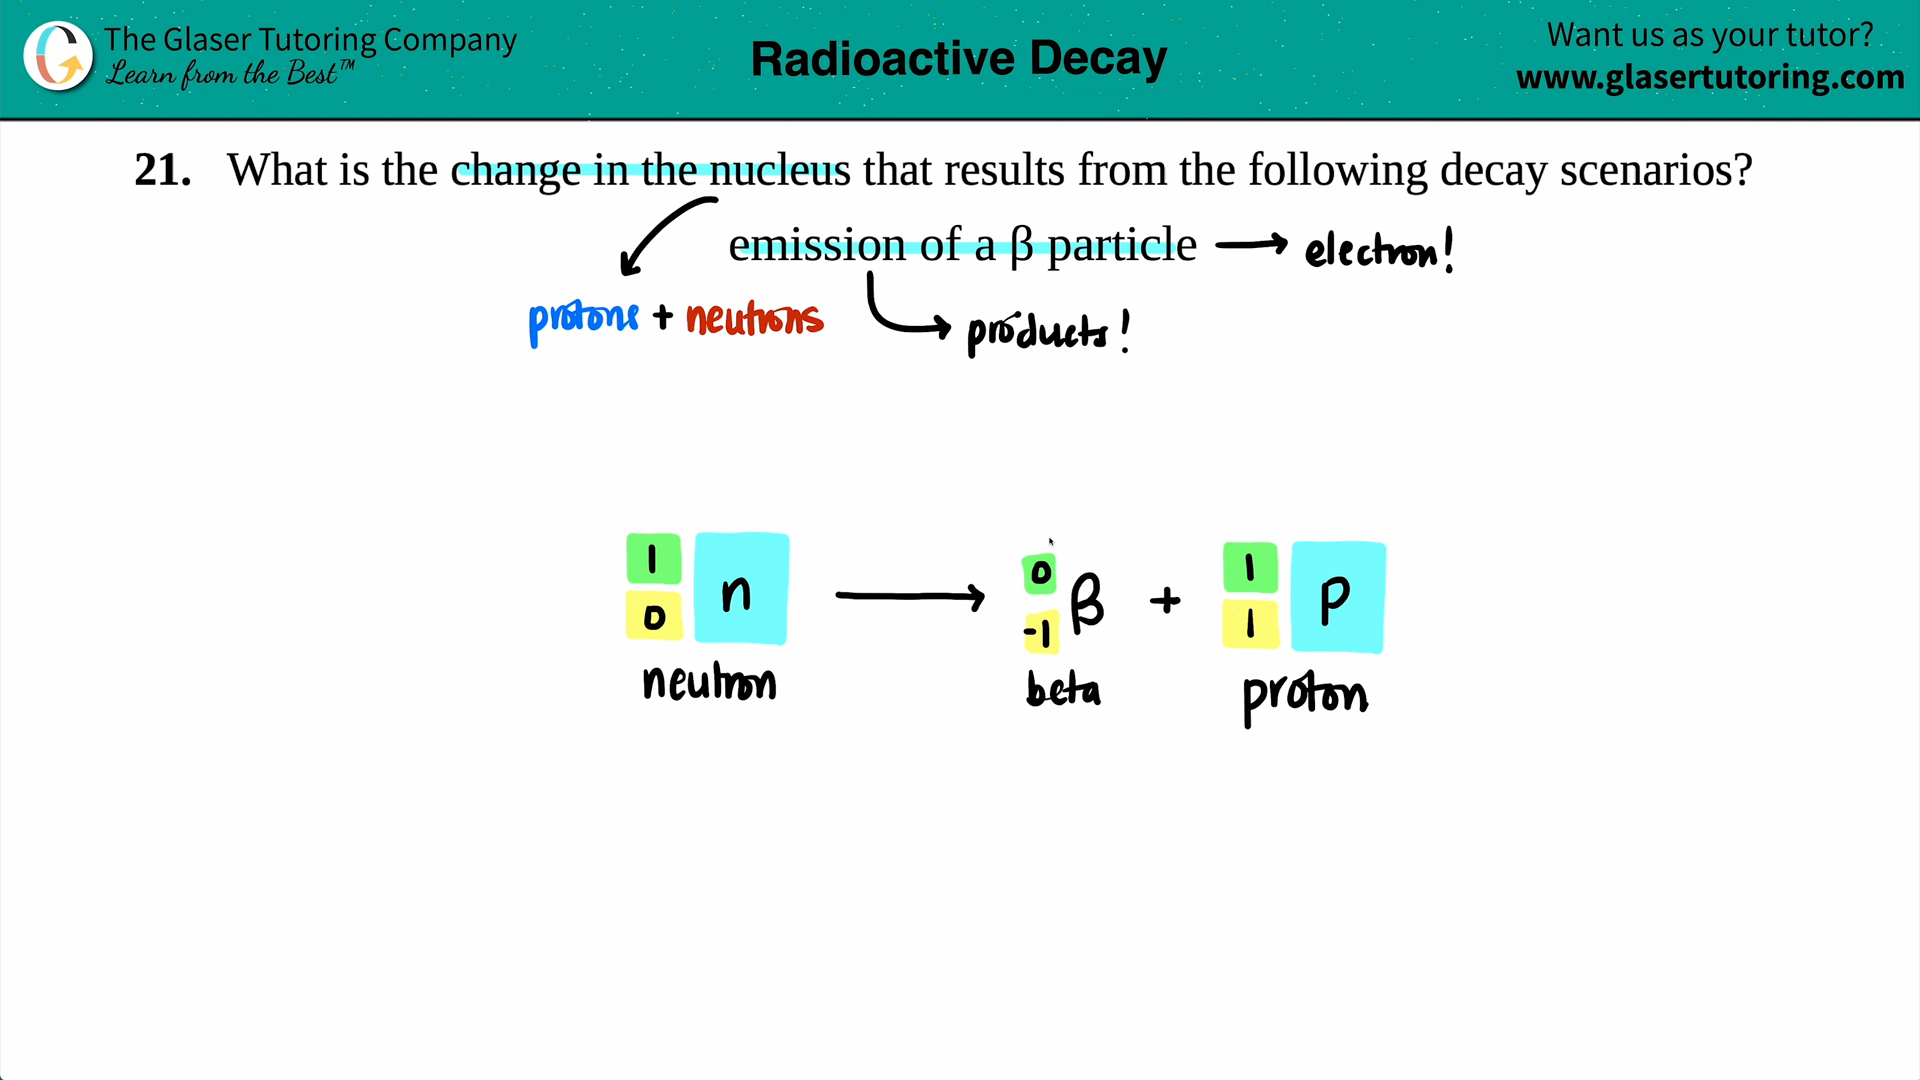 The Glaser Tutoring Company
Learn from the Best™
Radioactive Decay
Want us as your tutor?
www.glasertutoring.com
21. What is the change in the nucleus that results from the following decay scenarios?
emission of a β particle → electron!
protons + neutrons
products!
1 0 n → 0 -1 β + 1 1 p
neutron beta proton